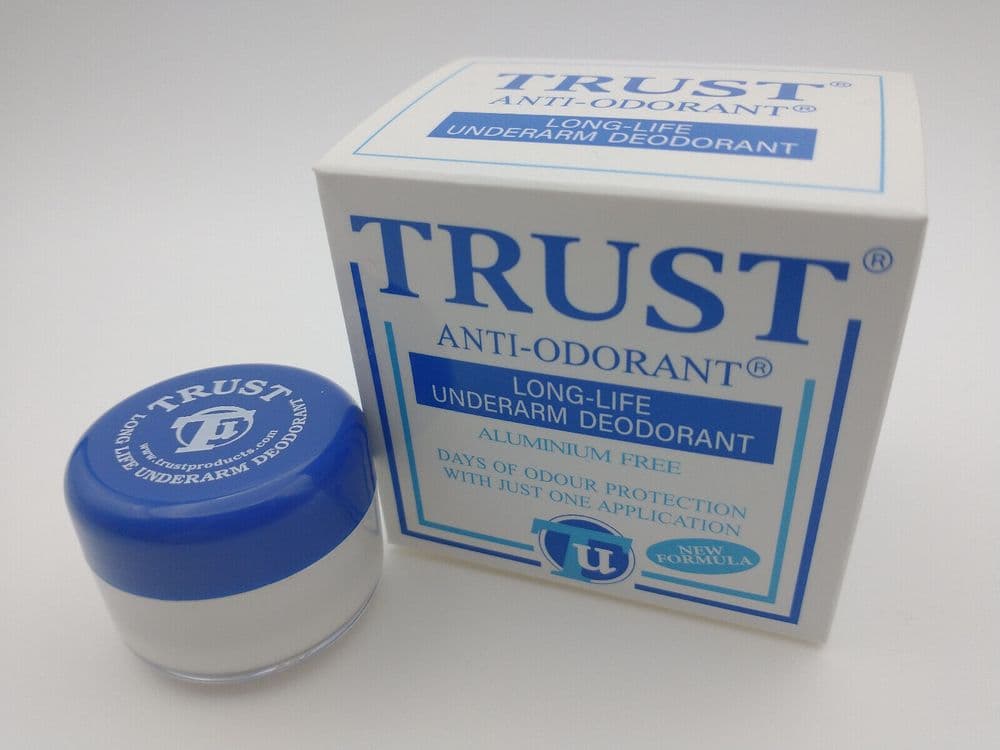 TRUST®
ANTI-ODORANT®
LONG-LIFE
UNDERARM DEODORANT
TRUST®
ANTI-ODORANT®
LONG-LIFE
UNDERARM DEODORANT
ALUMINIUM FREE
DAYS OF ODOUR PROTECTION
WITH JUST ONE APPLICATION
Tu
NEW
FORMULA
TRUST
Tu
www.trustproducts.com
LONG LIFE UNDERARM DEODORANT